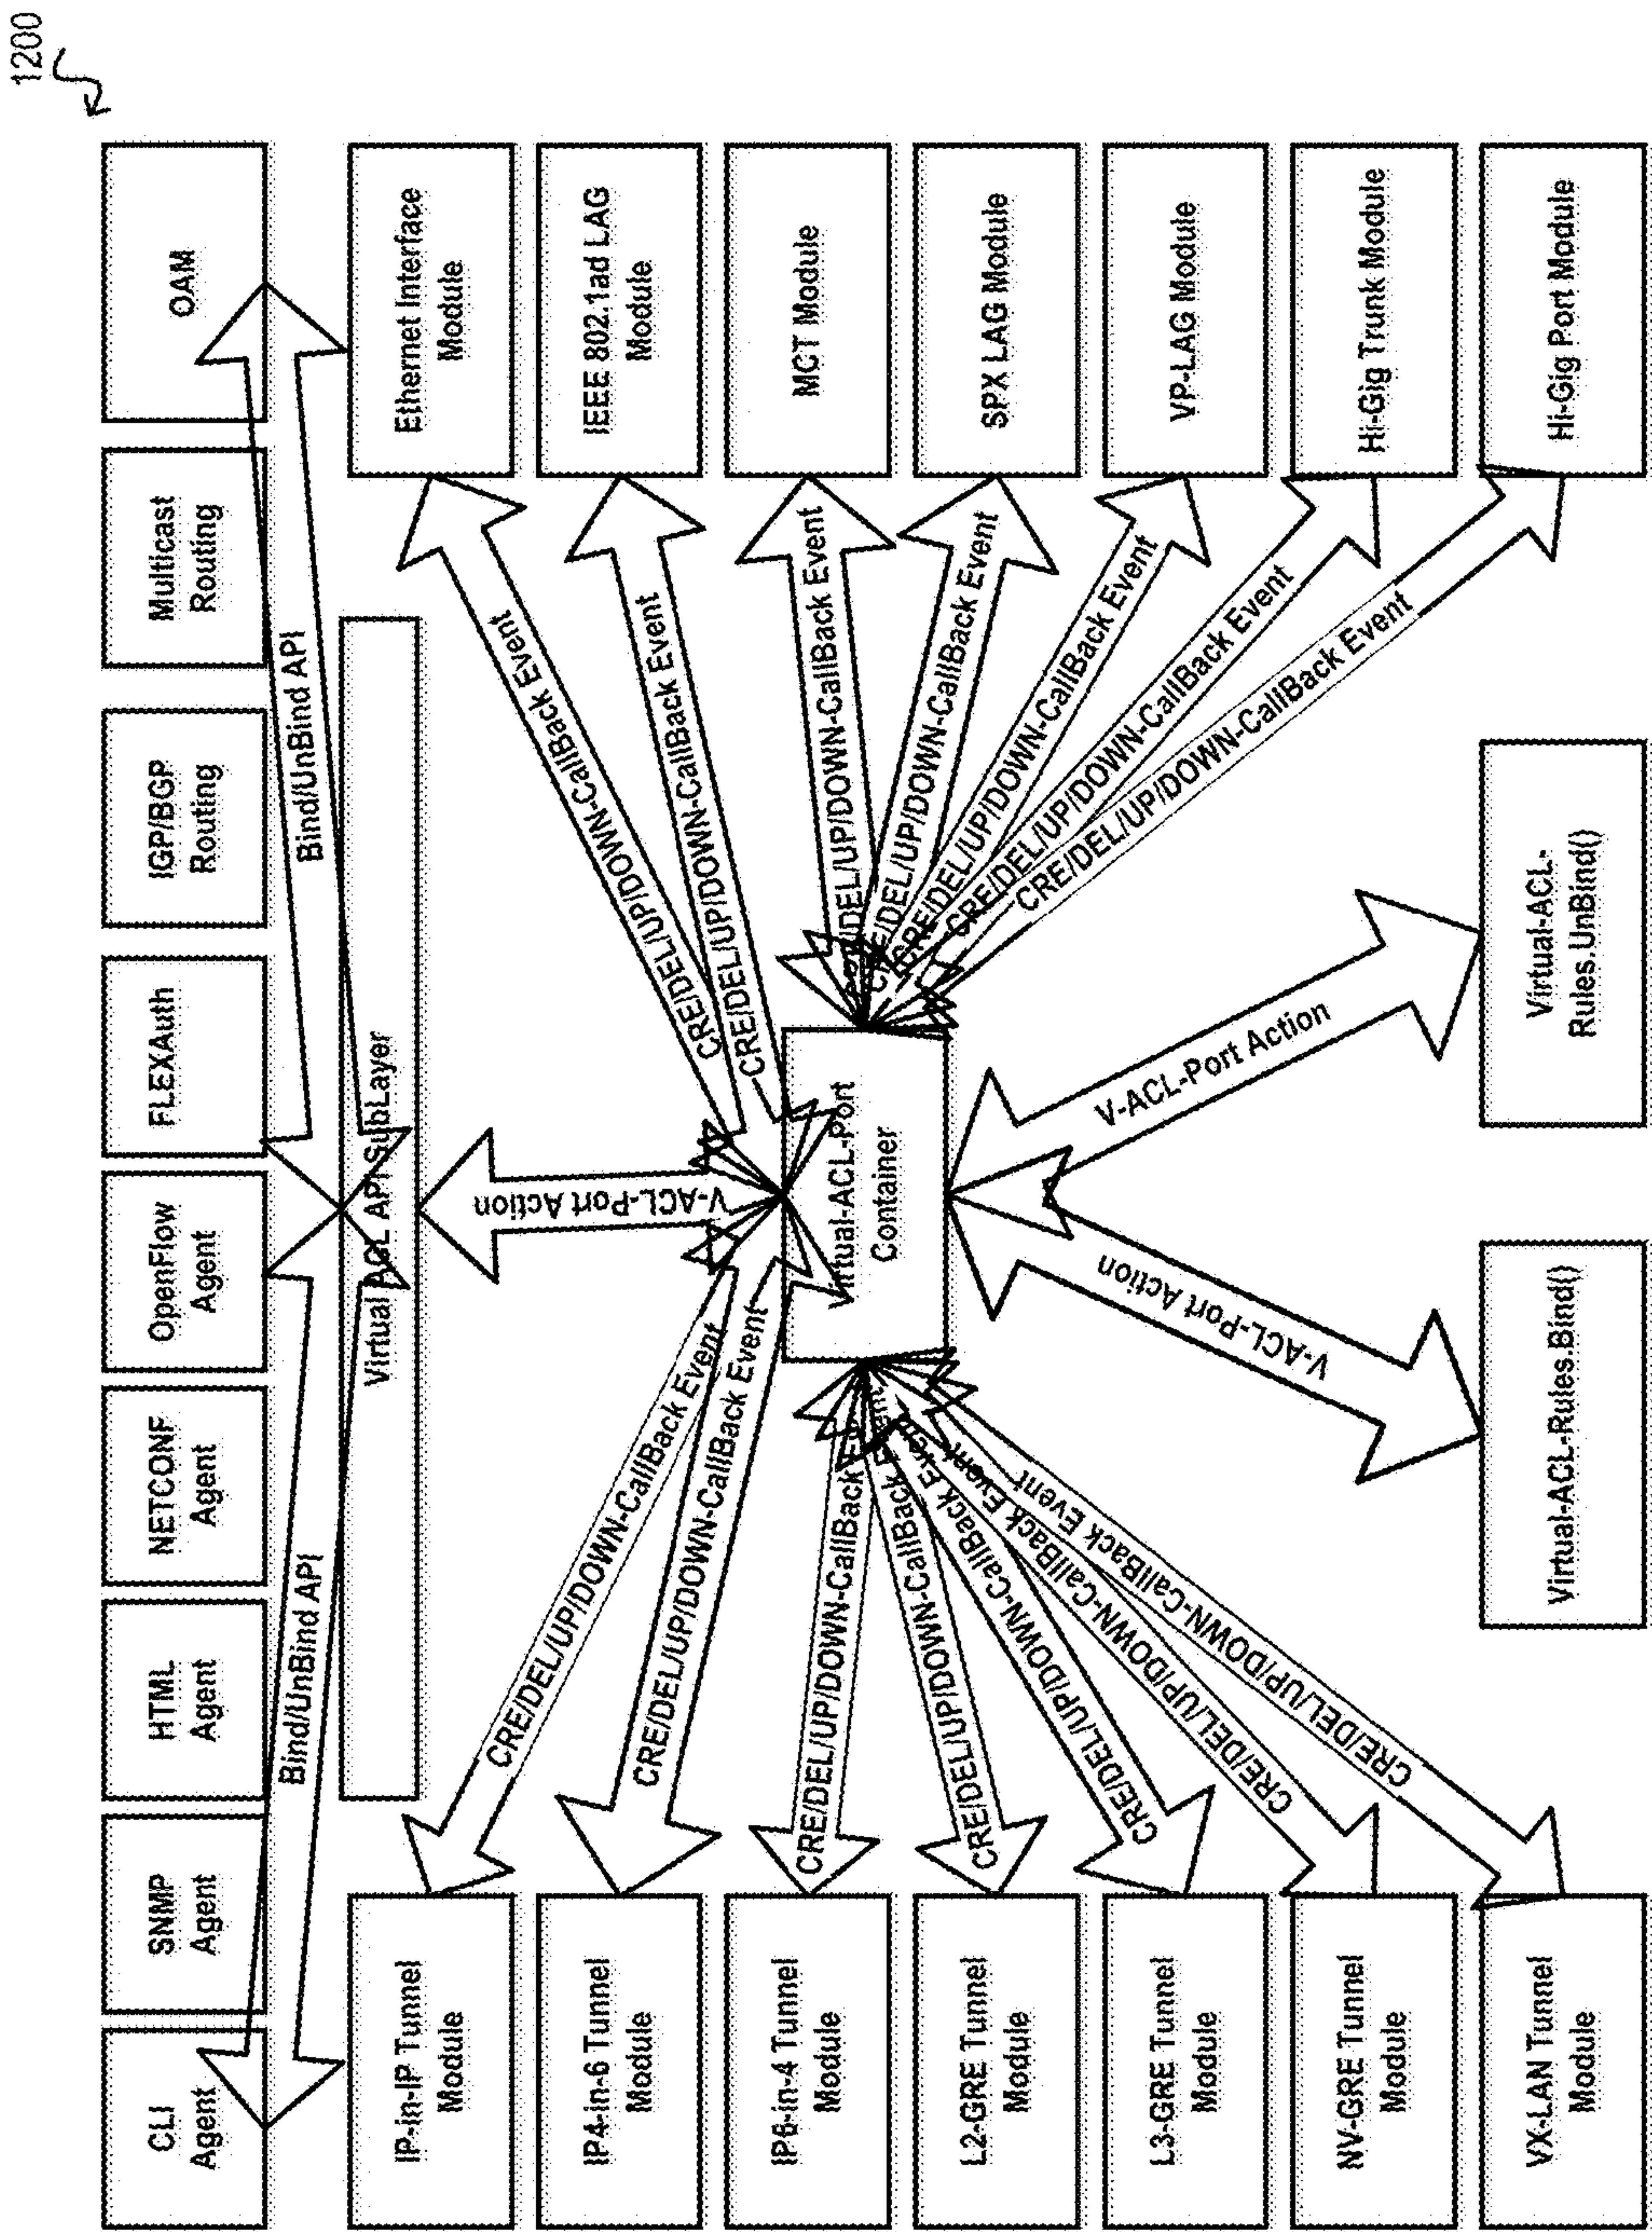 1200
CLI
Agent
SNMP
Agent
HTML
Agent
NETCONF
Agent
OpenFlow
Agent
FLEXAuth
IGP/BGP
Routing
Multicast
Routing
OAM
Bind/UnBind API
Bind/UnBind API
Virtual ACL API SubLayer
IP-in-IP Tunnel
Module
IP4-in-6 Tunnel
Module
IP6-in-4 Tunnel
Module
L2-GRE Tunnel
Module
L3-GRE Tunnel
Module
NV-GRE Tunnel
Module
VX-LAN Tunnel
Module
CRE/DEL/UP/DOWN-CallBack Event
CRE/DEL/UP/DOWN-CallBack Event
CRE/DEL/UP/DOWN-CallBack
CRE/DEL/UP/DOWN-CallBack
CRE/DEL/UP/DOWN-CallBack Event
CRE/DEL/UP/DOWN-CallBack Event
CRE/DEL/UP/DOWN-CallBack Event
V-ACL-Port Action
Virtual-ACL-Port
Container
V-ACL-Port Action
V-ACL-Port Action
Virtual-ACL-Rules.Bind()
Virtual-ACL-
Rules.UnBind()
CRE/DEL/UP/DOWN-CallBack Event
CRE/DEL/UP/DOWN-CallBack Event
CRE/DEL/UP/DOWN-CallBack Event
CRE/DEL/UP/DOWN-CallBack Event
CRE/DEL/UP/DOWN-CallBack Event
CRE/DEL/UP/DOWN-CallBack Event
CRE/DEL/UP/DOWN-CallBack Event
Ethernet Interface
Module
IEEE 802.1ad LAG
Module
MCT Module
SPX LAG Module
VP-LAG Module
Hi-Gig Trunk Module
Hi-Gig Port Module